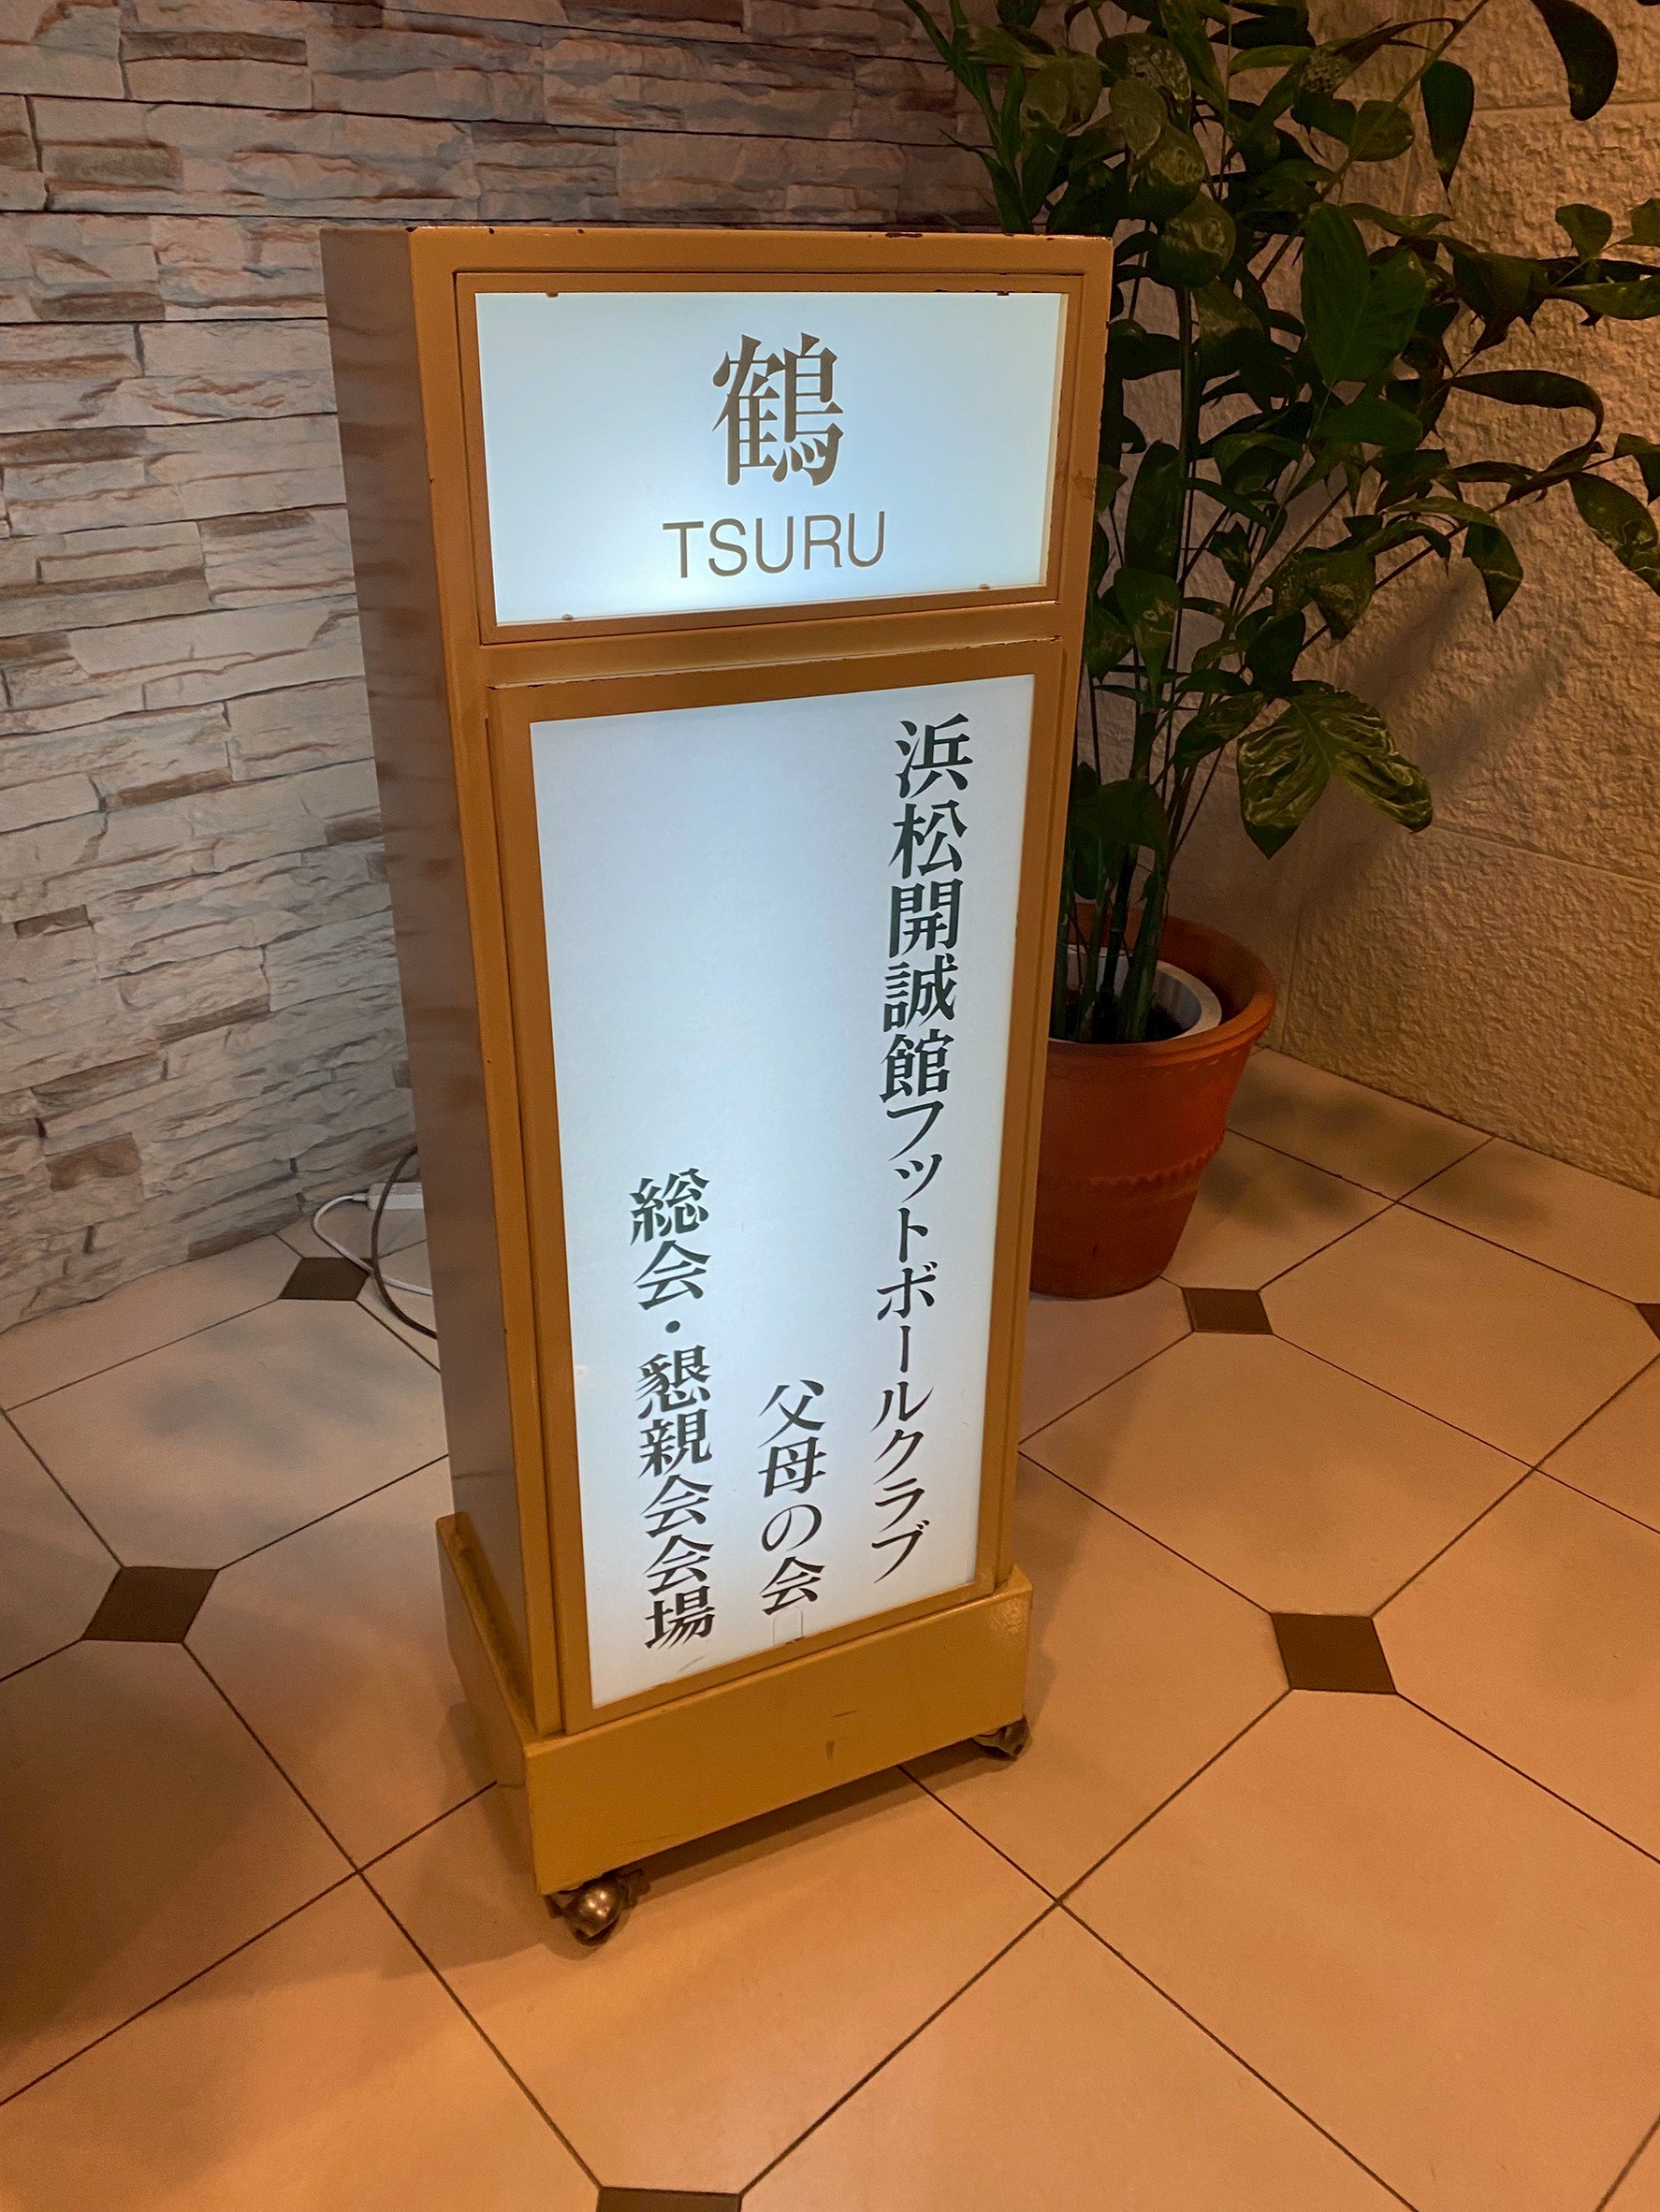 鶴
TSURU
浜松開誠館フットボールクラブ
父母の会
総会・懇親会会場